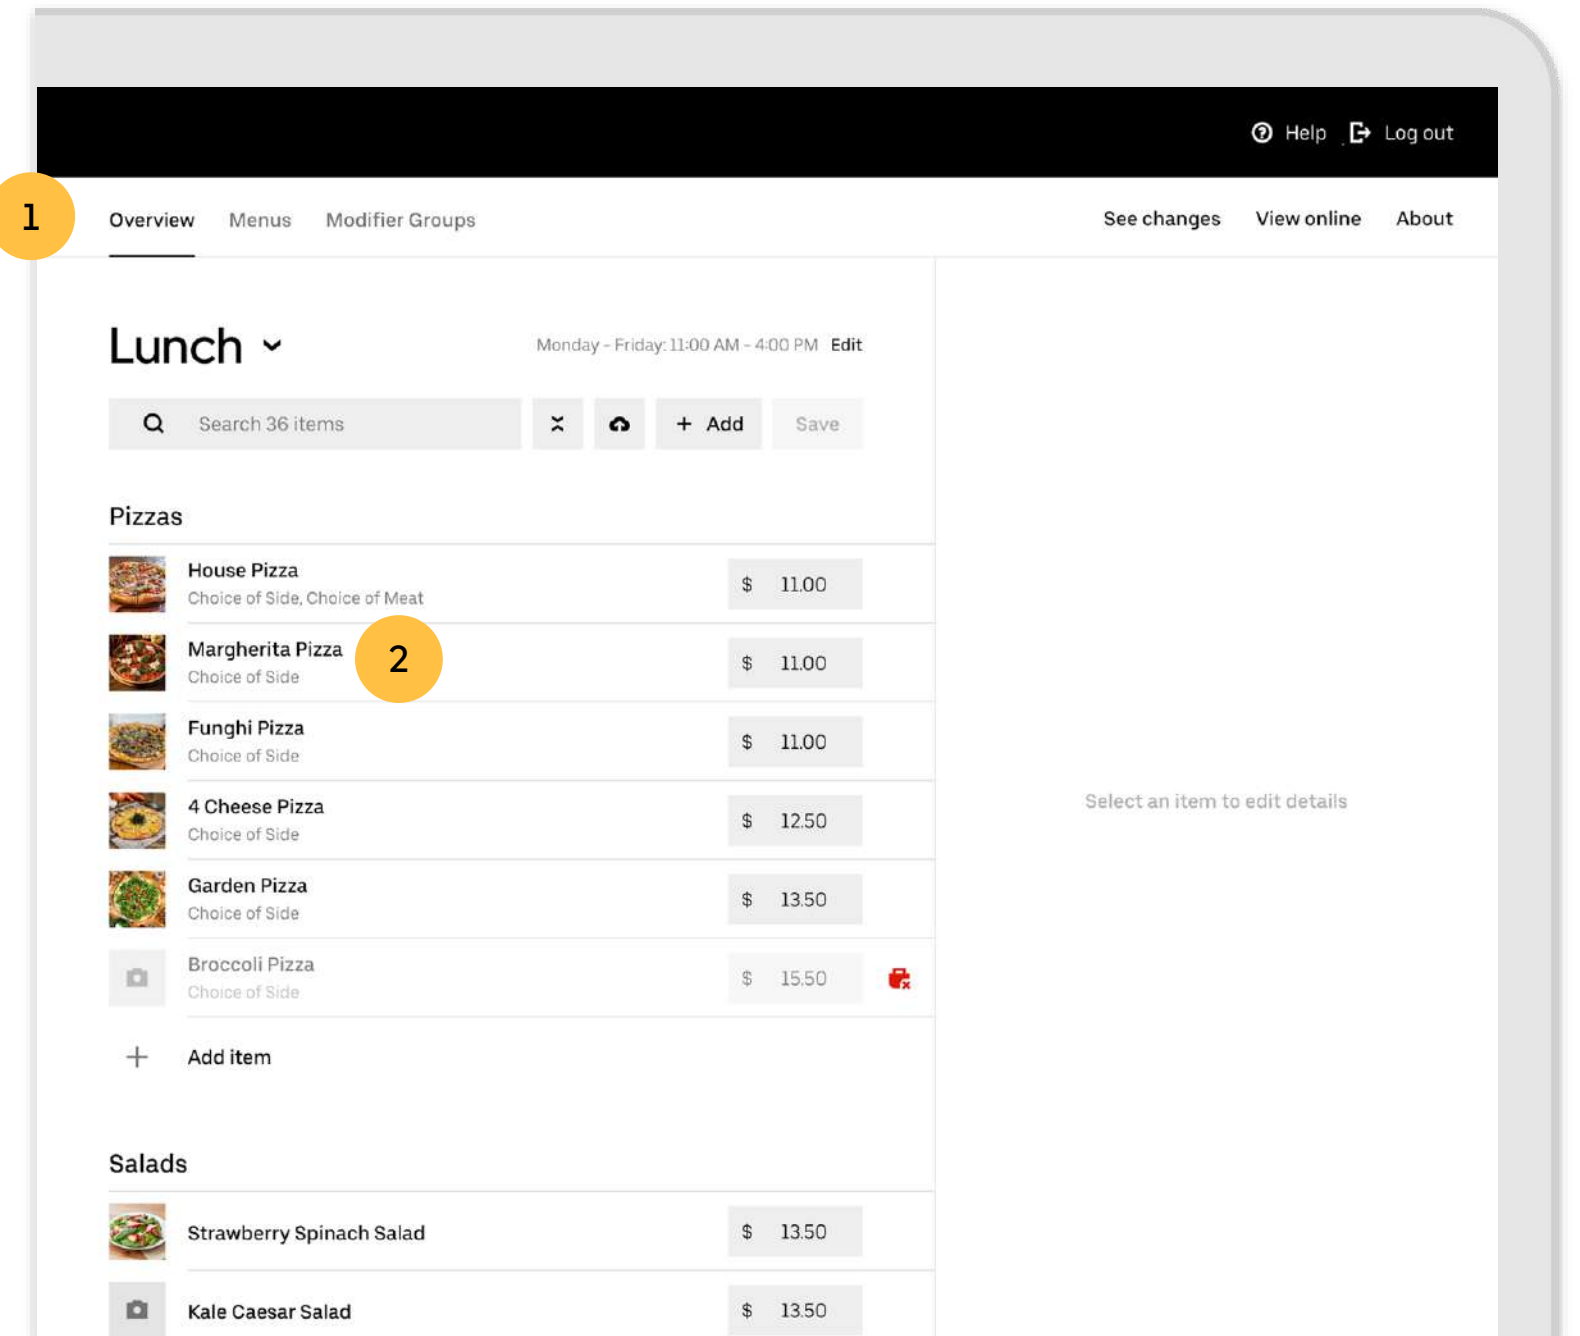 Help Log out
1
Overview Menus Modifier Groups See changes View online About
Lunch Monday - Friday: 11:00 AM - 4:00 PM Edit
Search 36 items + Add Save
Pizzas
House Pizza $ 11.00
Choice of Side, Choice of Meat
Margherita Pizza 2 $ 11.00
Choice of Side
Funghi Pizza $ 11.00
Choice of Side
4 Cheese Pizza $ 12.50
Choice of Side
Garden Pizza $ 13.50
Choice of Side
Broccoli Pizza $ 15.50
Choice of Side
+ Add item
Select an item to edit details
Salads
Strawberry Spinach Salad $ 13.50
Kale Caesar Salad $ 13.50